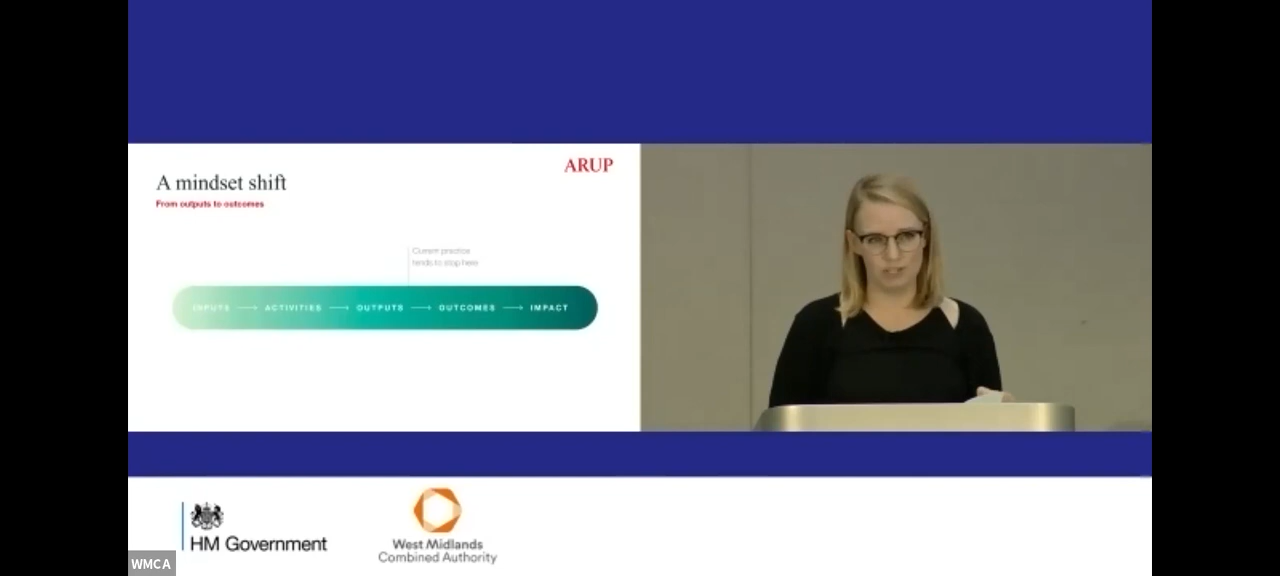 ARUP
A mindset shift
From outputs to outcomes
Current practice
tends to stop here
INPUTS → ACTIVITIES → OUTPUTS → OUTCOMES → IMPACT
HM Government
West Midlands
Combined Authority
WMCA